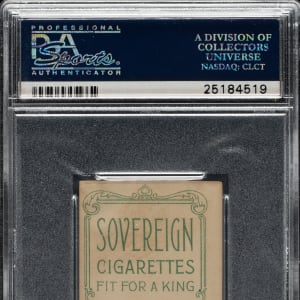 PROFESSIONAL
PSA
Sports
AUTHENTICATOR
A DIVISION OF
COLLECTORS
UNIVERSE
NASDAQ: CLCT
25184519
SOVEREIGN
CIGARETTES
FIT FOR A KING